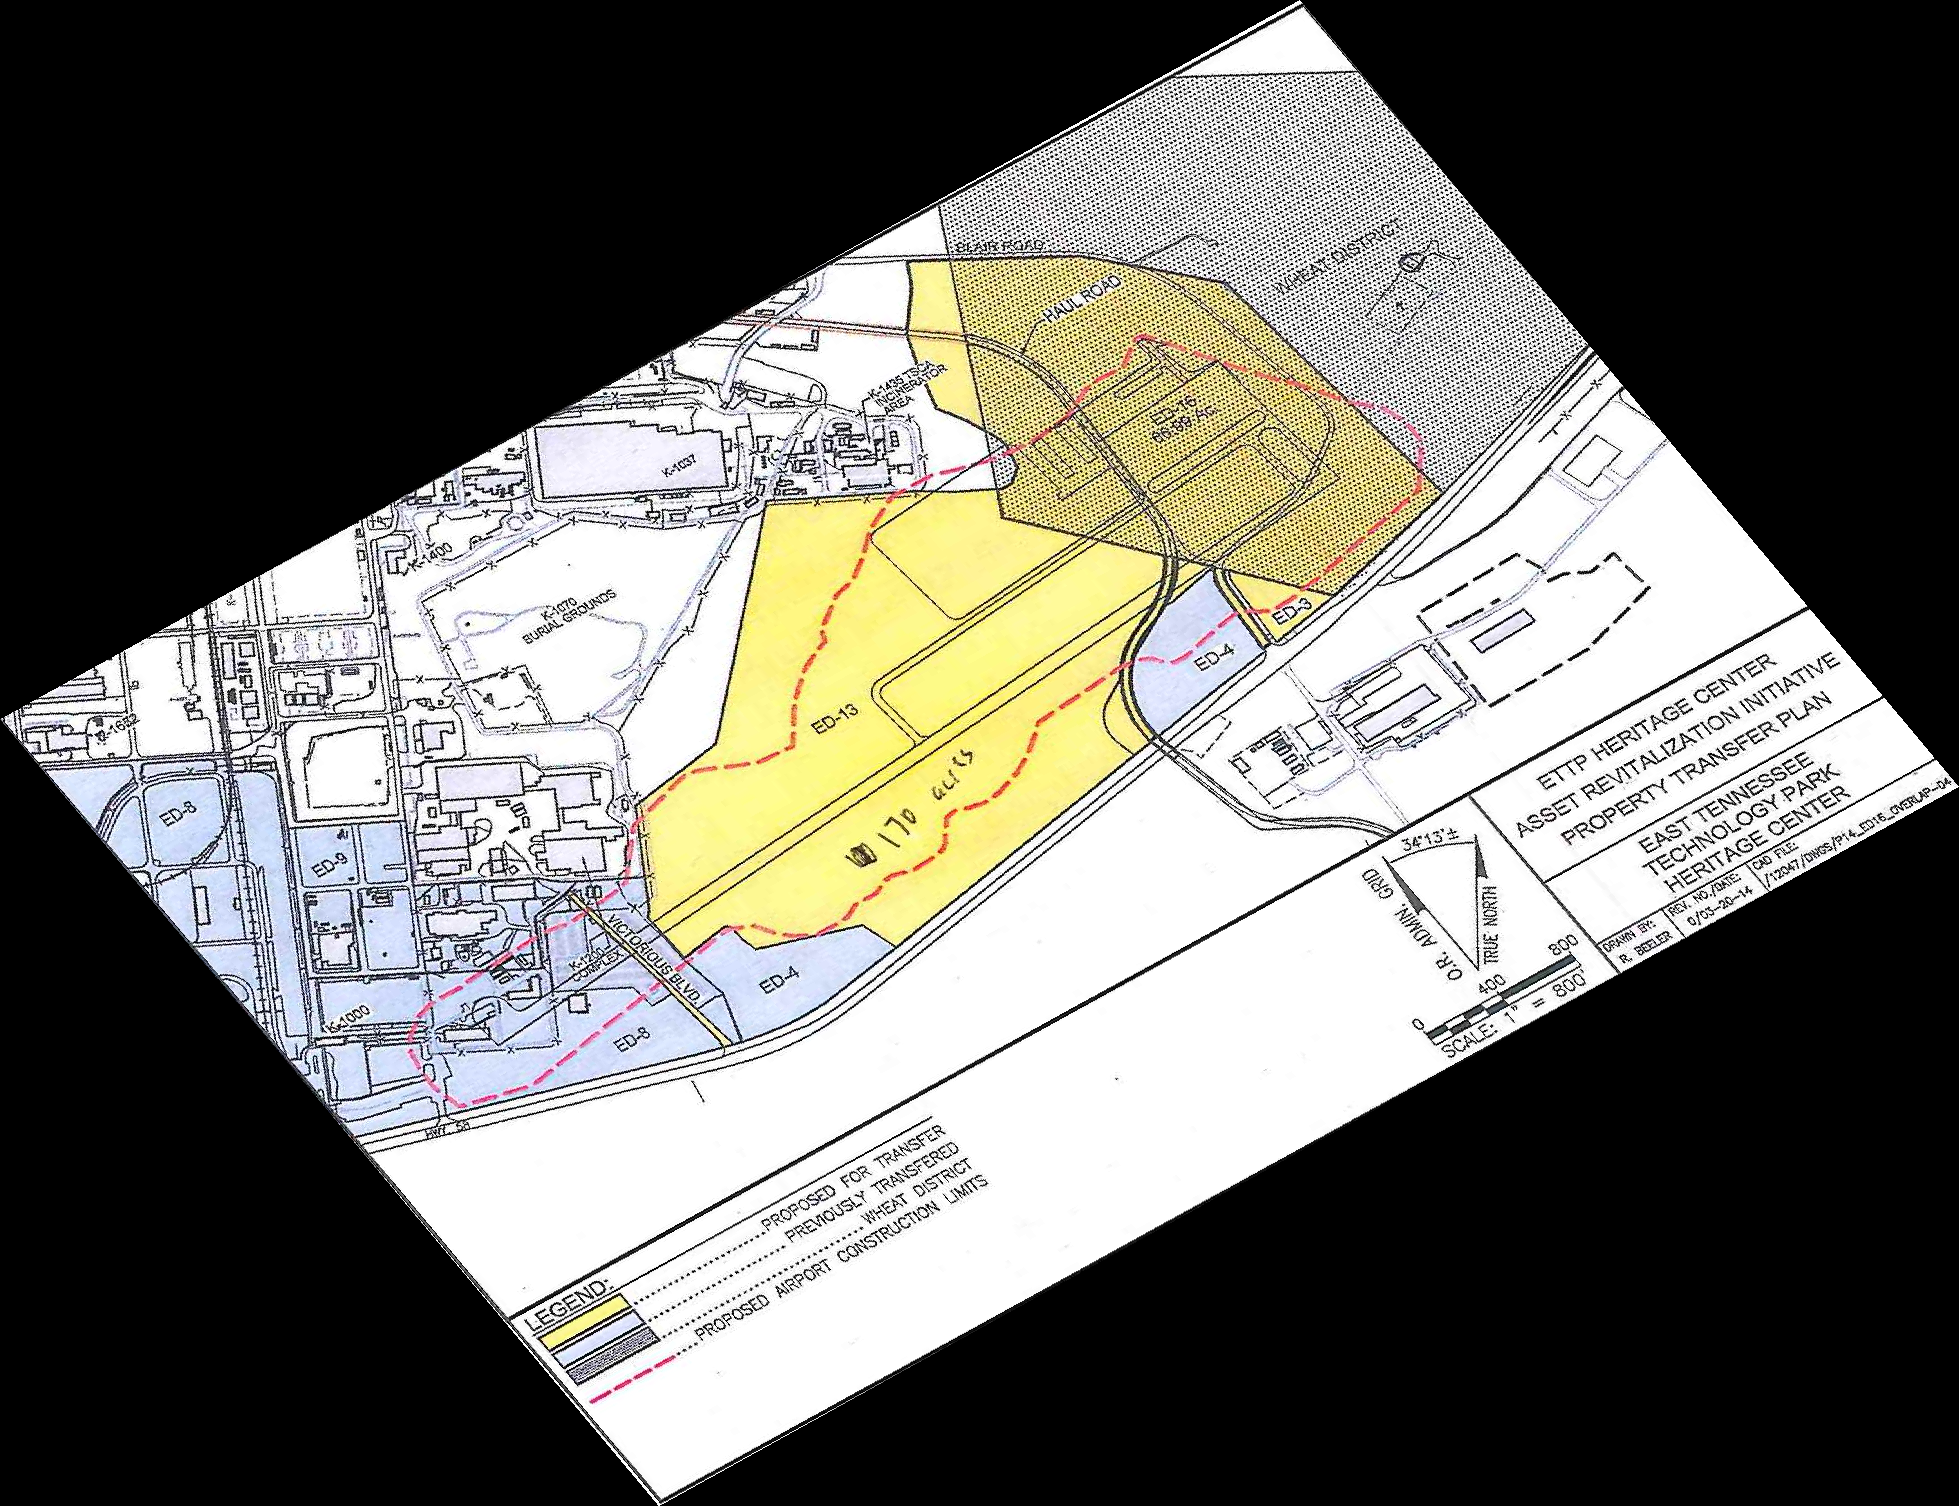 BLAIR ROAD
HAUL ROAD
WHEAT DISTRICT
K-1435 TSCA
INCINERATOR
AREA
ED-16
K-1037
K-1400
K-1070
BURIAL GROUNDS
ED-3
ED-4
ED-13
170 acres
ED-8
ED-9
VICTORIOUS BLVD.
K-1200
COMPLEX
ED-4
K-1000
ED-8
HWY 58
ETTP HERITAGE CENTER
ASSET REVITALIZATION INITIATIVE
PROPERTY TRANSFER PLAN
EAST TENNESSEE
TECHNOLOGY PARK
HERITAGE CENTER
DRAWN BY:
R. BEELER
REV. NO./DATE:
0/03-20-14
CAD FILE:
/12047/DWGS/P14_ED16_OVERLAP-04
34°13'±
O.R. ADMIN. GRID
TRUE NORTH
0 400 800
SCALE: 1" = 800'
LEGEND:
PROPOSED FOR TRANSFER
PREVIOUSLY TRANSFERED
WHEAT DISTRICT
PROPOSED AIRPORT CONSTRUCTION LIMITS